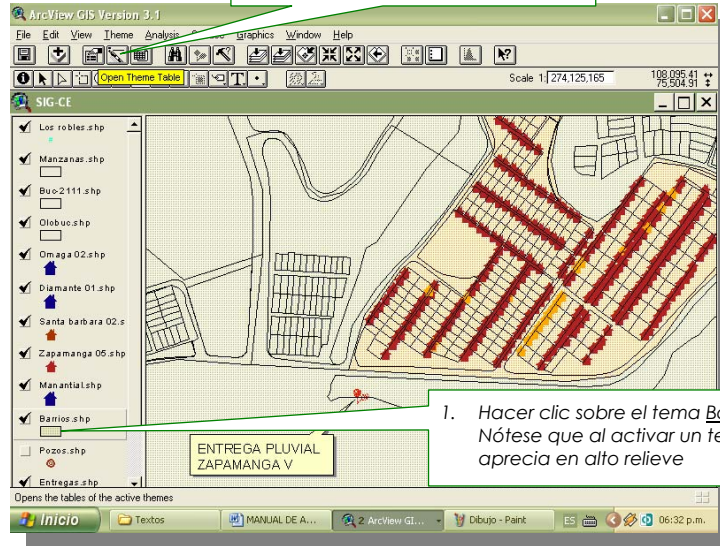 ArcView GIS Version 3.1
File Edit View Theme Analysis Graphics Window Help
Open Theme Table
Scale 1: 274,125,165
108,095.41
75,504.91
SIG-CE
Los robles.shp
Manzanas.shp
Buc-2111.shp
Olobuc.shp
Omaga 02.shp
Diamante 01.shp
Santa barbara 02.s
Zapamanga 05.shp
Manantial.shp
Barrios.shp
Pozos.shp
Entregas.shp
ENTREGA PLUVIAL
ZAPAMANGA V
1. Hacer clic sobre el tema Ba
Nótese que al activar un te
aprecia en alto relieve
Opens the tables of the active themes
Inicio Textos MANUAL DE A... 2 ArcView GI... Dibujo - Paint ES 06:32 p.m.